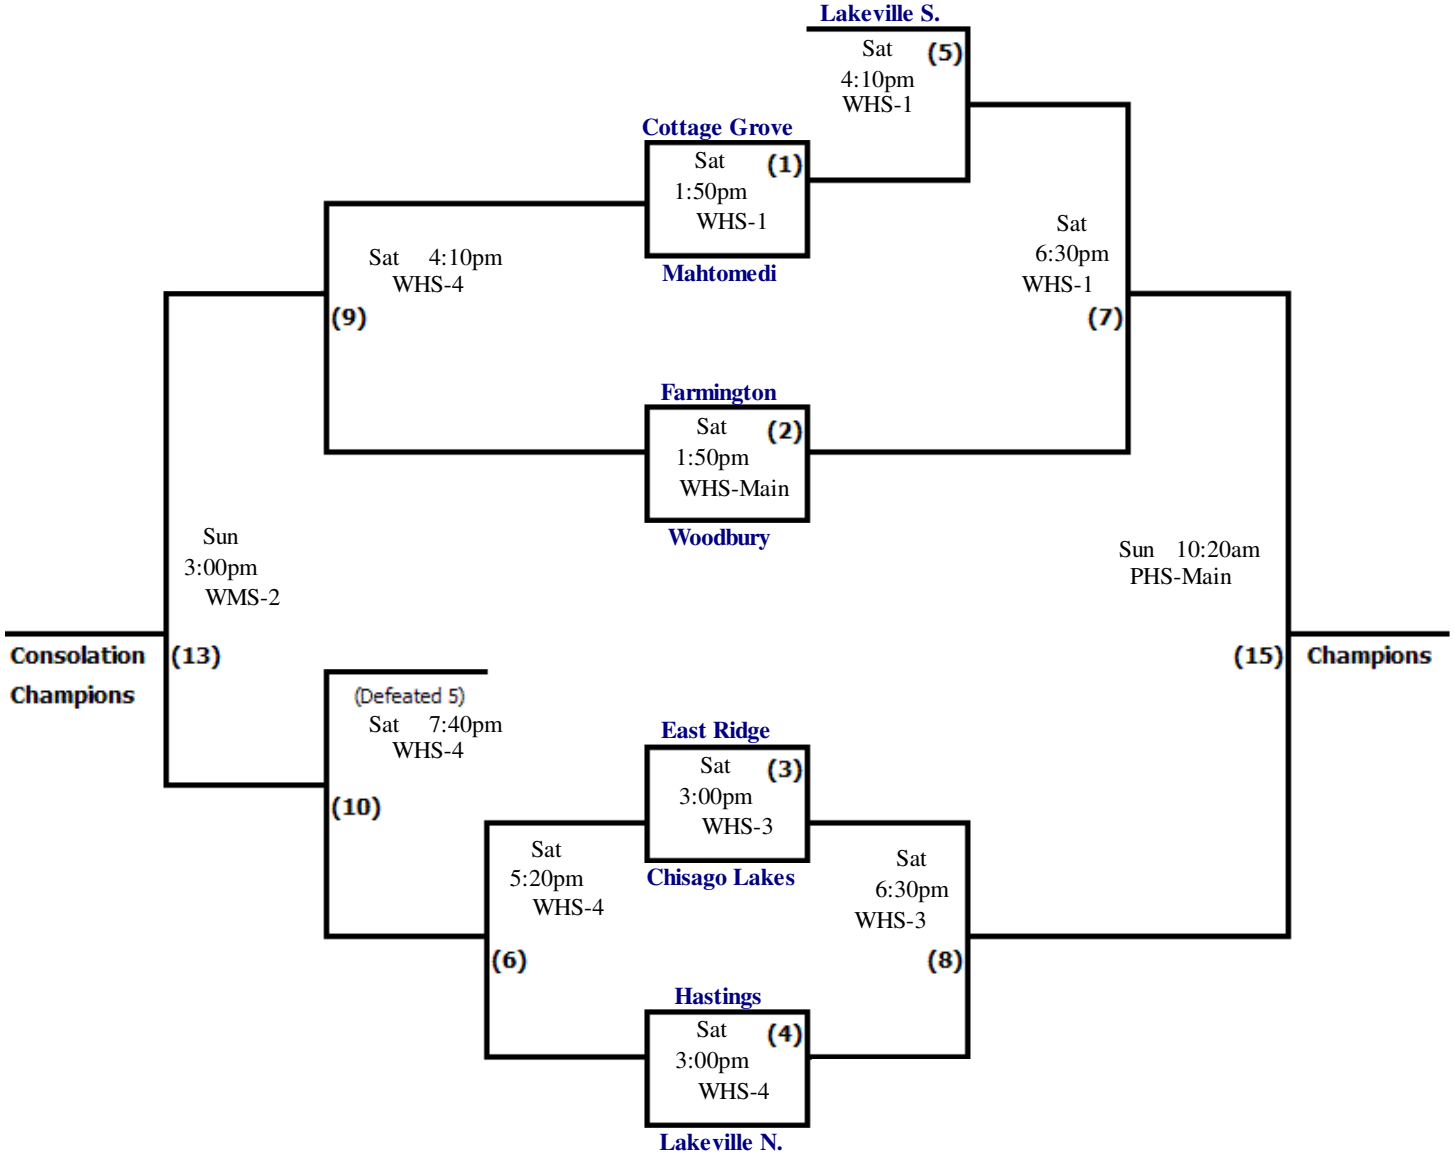 Lakeville S.
Sat (5)
4:10pm
WHS-1
Cottage Grove
Sat (1)
1:50pm
WHS-1
Mahtomedi
Sat 4:10pm
WHS-4
(9)
Sat
6:30pm
WHS-1
(7)
Farmington
Sat (2)
1:50pm
WHS-Main
Woodbury
Sun
3:00pm
WMS-2
Sun 10:20am
PHS-Main
Consolation (13)
Champions
(15) Champions
(Defeated 5)
Sat 7:40pm
WHS-4
(10)
East Ridge
Sat (3)
3:00pm
WHS-3
Chisago Lakes
Sat
5:20pm
WHS-4
(6)
Sat
6:30pm
WHS-3
(8)
Hastings
Sat (4)
3:00pm
WHS-4
Lakeville N.